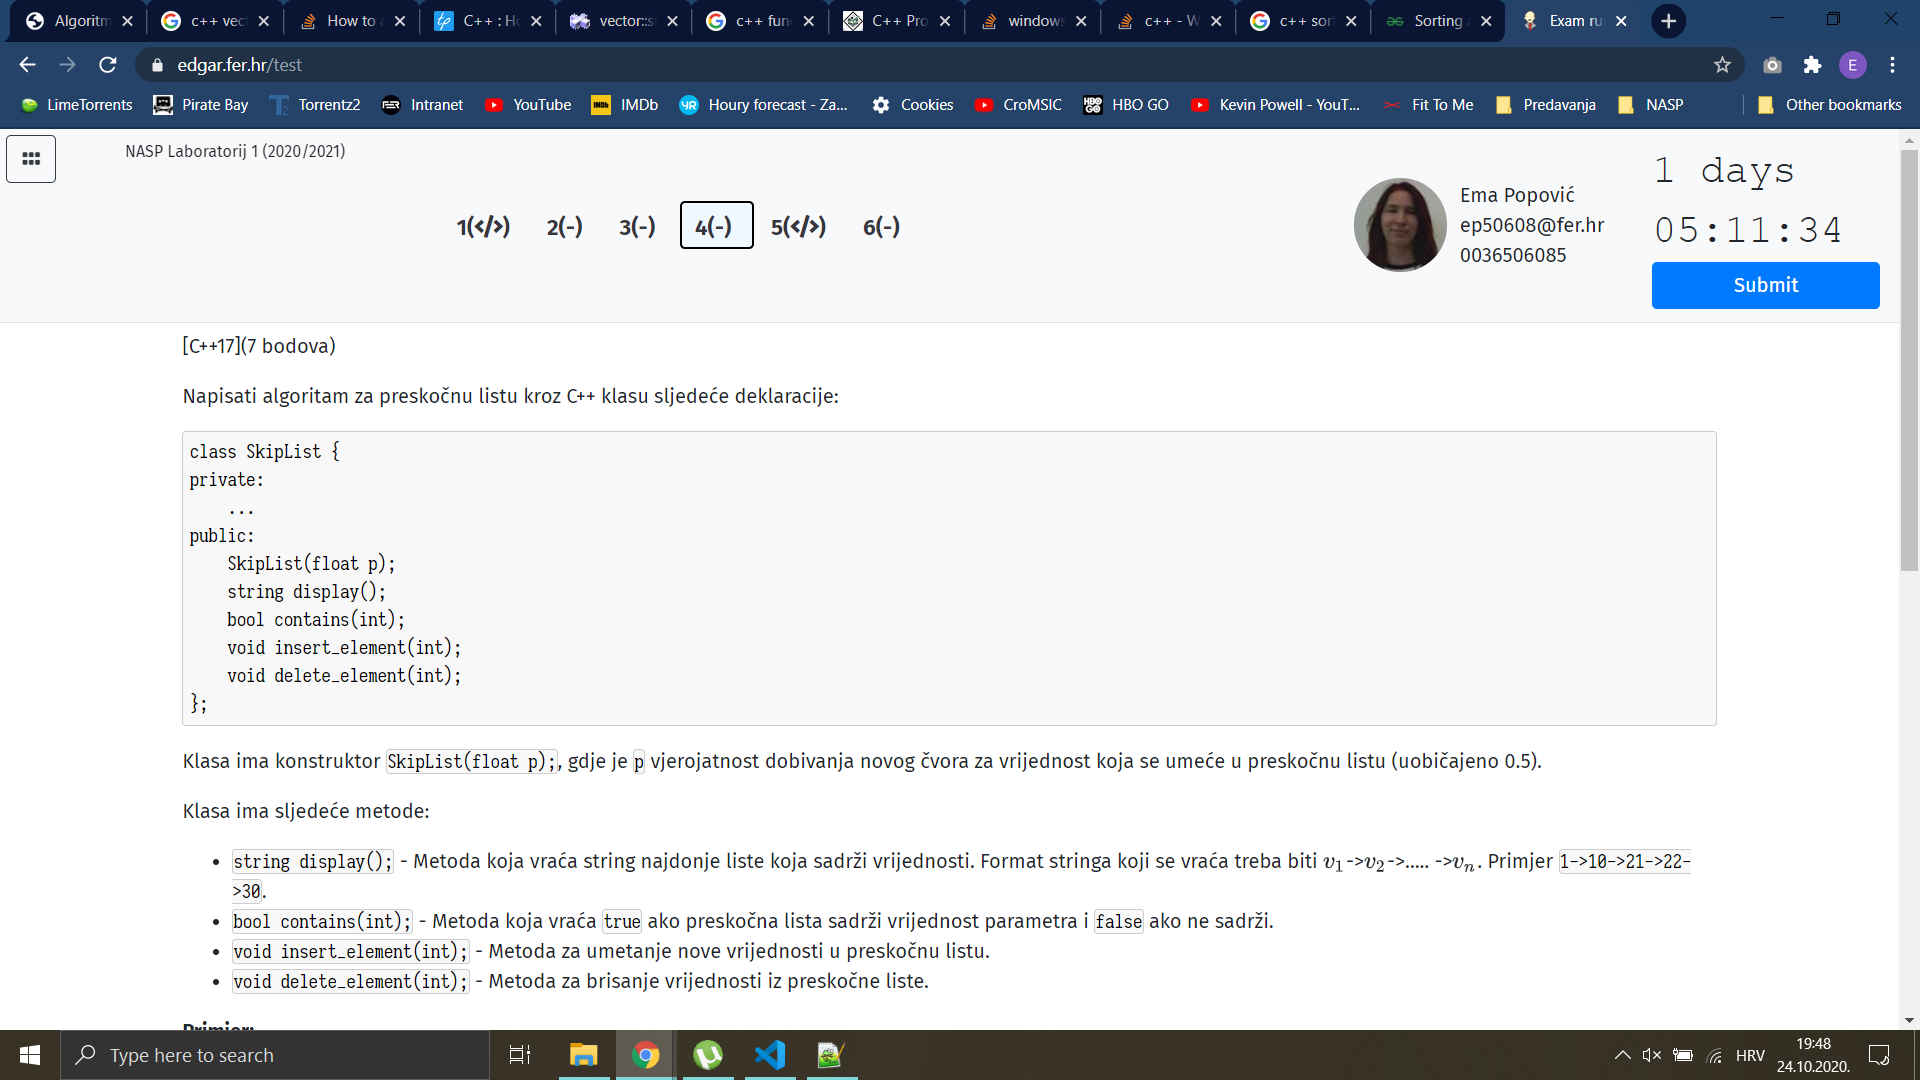 Algoritm
c++ vec
How to a
C++ : Ho
vector::s
c++ fun
C++ Pro
windows
c++ - W
c++ sor
Sorting
Exam ru
edgar.fer.hr/test
LimeTorrents
Pirate Bay
Torrentz2
Intranet
YouTube
IMDb
Houry forecast - Za...
Cookies
CroMSIC
HBO GO
Kevin Powell - YouT...
Fit To Me
Predavanja
NASP
Other bookmarks
NASP Laboratorij 1 (2020/2021)
1(</>) 2(-) 3(-) 4(-) 5(</>) 6(-)
Ema Popović
ep50608@fer.hr
0036506085
1 days
05:11:34
Submit
[C++17](7 bodova)
Napisati algoritam za preskočnu listu kroz C++ klasu sljedeće deklaracije:
class SkipList {
private:
...
public:
SkipList(float p);
string display();
bool contains(int);
void insert_element(int);
void delete_element(int);
};
Klasa ima konstruktor SkipList(float p);, gdje je p vjerojatnost dobivanja novog čvora za vrijednost koja se umeće u preskočnu listu (uobičajeno 0.5).
Klasa ima sljedeće metode:
• string display(); - Metoda koja vraća string najdonje liste koja sadrži vrijednosti. Format stringa koji se vraća treba biti v1->v2->..... ->vn. Primjer 1->10->21->22-
>30.
• bool contains(int); - Metoda koja vraća true ako preskočna lista sadrži vrijednost parametra i false ako ne sadrži.
• void insert_element(int); - Metoda za umetanje nove vrijednosti u preskočnu listu.
• void delete_element(int); - Metoda za brisanje vrijednosti iz preskočne liste.
Primjer:
Type here to search
HRV
19:48
24.10.2020.